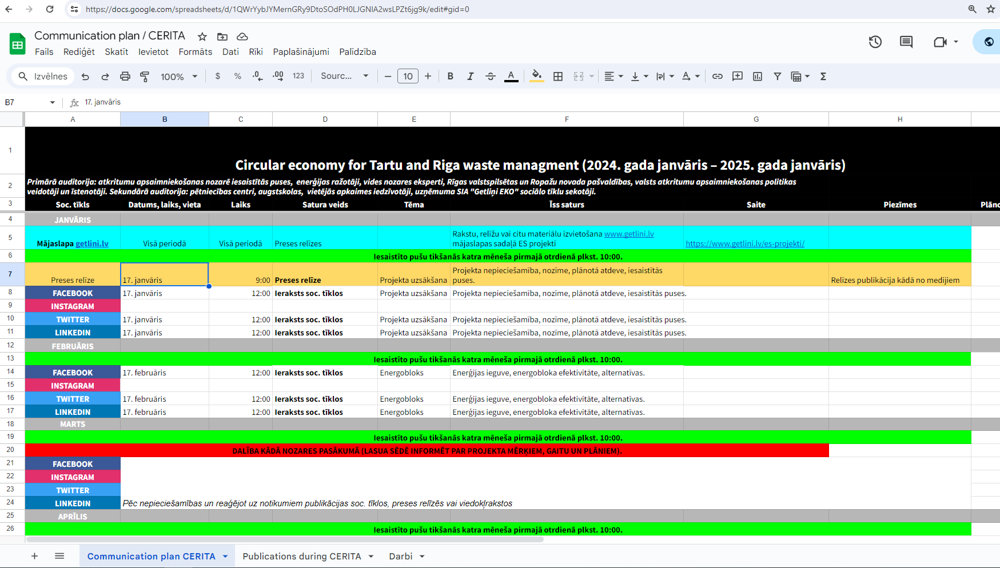 https://docs.google.com/spreadsheets/d/1QWrYybJYMernGRy9DtoSOdPH0LJGNIA2wsLPZt6jg9k/edit#gid=0
Communication plan / CERITA
Fails Rediģēt Skatīt Ievietot Formāts Dati Rīki Paplašinājumi Palīdzība
Izvēlnes 100% $ % .0 .00 123 Sourc... 10 B I A Σ
B7 fx 17. janvāris
A B C D E F G H
1 Circular economy for Tartu and Riga waste managment (2024. gada janvāris – 2025. gada janvāris)
2 Primārā auditorija: atkritumu apsaimniekošanas nozarē iesaistītās puses, enerģijas ražotāji, vides nozares eksperti, Rīgas valstspilsētas un Ropažu novada pašvaldības, valsts atkritumu apsaimniekošanas politikas
veidotāji un īstenotāji. Sekundārā auditorija: pētniecības centri, augstskolas, vietējās apkaimes iedzīvotāji, uzņēmuma SIA "Getliņi EKO" sociālo tīklu sekotāji.
3 Soc. tīkls Datums, laiks, vieta Laiks Satura veids Tēma Īss saturs Saite Piezīmes Plāno
4 JANVĀRIS
Rakstu, relīžu vai citu materiālu izvietošana www.getlini.lv
5 Mājaslapa getlini.lv Visā periodā Visā periodā Preses relīzes mājaslapas sadaļā ES projekti https://www.getlini.lv/es-projekti/
6 Iesaistīto pušu tikšanās katra mēneša pirmajā otrdienā plkst. 10:00.
Projekta nepieciešamība, nozīme, plānotā atdeve, iesaistītās
7 Preses relīze 17. janvāris 9:00 Preses relīze Projekta uzsākšana puses. Relīzes publikācija kādā no medijiem
8 FACEBOOK 17. janvāris 12:00 Ieraksts soc. tīklos Projekta uzsākšana Projekta nepieciešamība, nozīme, plānotā atdeve, iesaistītās puses.
9 INSTAGRAM
10 TWITTER 17. janvāris 12:00 Ieraksts soc. tīklos Projekta uzsākšana Projekta nepieciešamība, nozīme, plānotā atdeve, iesaistītās puses.
11 LINKEDIN 17. janvāris 12:00 Ieraksts soc. tīklos Projekta uzsākšana Projekta nepieciešamība, nozīme, plānotā atdeve, iesaistītās puses.
12 FEBRUĀRIS
13 Iesaistīto pušu tikšanās katra mēneša pirmajā otrdienā plkst. 10:00.
14 FACEBOOK 17. februāris 12:00 Ieraksts soc. tīklos Energobloks Enerģijas ieguve, energobloka efektivitāte, alternatīvas.
15 INSTAGRAM
16 TWITTER 17. februāris 12:00 Ieraksts soc. tīklos Energobloks Enerģijas ieguve, energobloka efektivitāte, alternatīvas.
17 LINKEDIN 17. februāris 12:00 Ieraksts soc. tīklos Energobloks Enerģijas ieguve, energobloka efektivitāte, alternatīvas.
18 MARTS
19 Iesaistīto pušu tikšanās katra mēneša pirmajā otrdienā plkst. 10:00.
20 DALĪBA KĀDĀ NOZARES PASĀKUMĀ (LASUA SĒDĒ INFORMĒT PAR PROJEKTA MĒRĶIEM, GAITU UN PLĀNIEM).
21 FACEBOOK
22 INSTAGRAM
23 TWITTER
24 LINKEDIN Pēc nepieciešamības un reaģējot uz notikumiem publikācijas soc. tīklos, preses relīzēs vai viedokļrakstos
25 APRĪLIS
26 Iesaistīto pušu tikšanās katra mēneša pirmajā otrdienā plkst. 10:00.
Communication plan CERITA Publications during CERITA Darbi